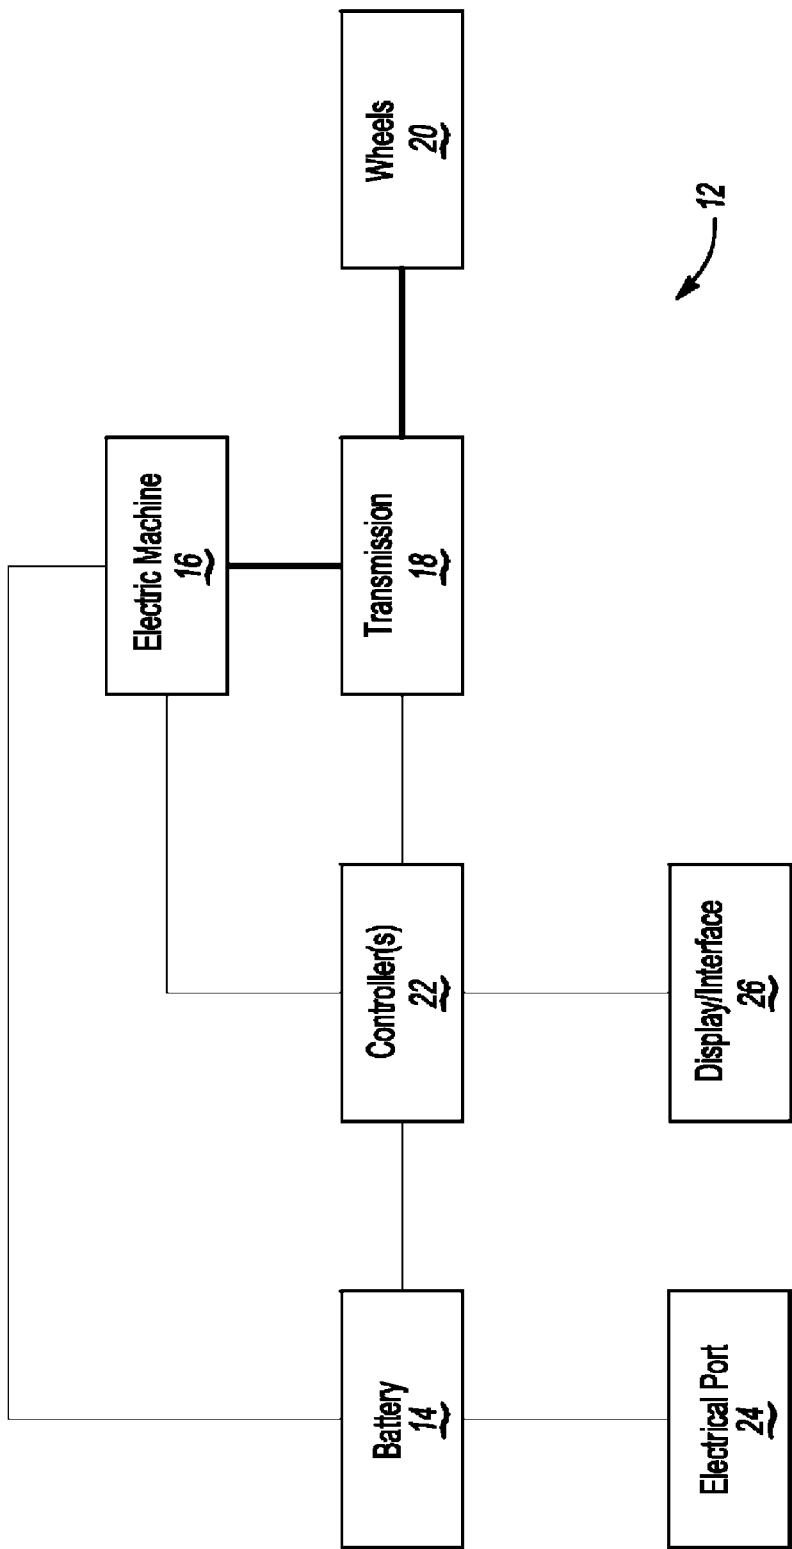 Electric Machine
16
Battery
14
Controller(s)
22
Transmission
18
Wheels
20
Electrical Port
24
Display/Interface
26
12